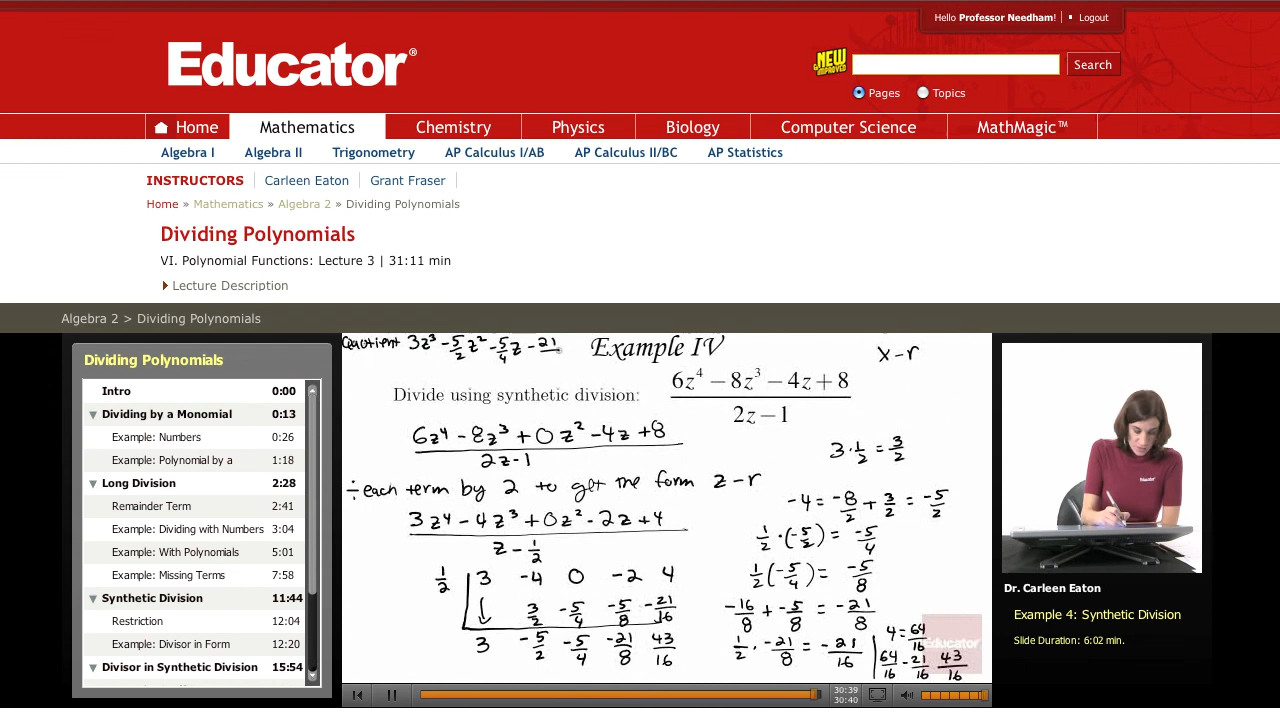 Hello Professor Needham! Logout
Educator®
NEW
& IMPROVED
Search
Pages Topics
Home Mathematics Chemistry Physics Biology Computer Science MathMagic™
Algebra I Algebra II Trigonometry AP Calculus I/AB AP Calculus II/BC AP Statistics
INSTRUCTORS Carleen Eaton Grant Fraser
Home » Mathematics » Algebra 2 » Dividing Polynomials
Dividing Polynomials
VI. Polynomial Functions: Lecture 3 | 31:11 min
Lecture Description
Algebra 2 > Dividing Polynomials
Dividing Polynomials
Intro 0:00
Dividing by a Monomial 0:13
Example: Numbers 0:26
Example: Polynomial by a 1:18
Long Division 2:28
Remainder Term 2:41
Example: Dividing with Numbers 3:04
Example: With Polynomials 5:01
Example: Missing Terms 7:58
Synthetic Division 11:44
Restriction 12:04
Example: Divisor in Form 12:20
Divisor in Synthetic Division 15:54
Quotient 3z³ - 5/2 z² - 5/4 z - 21
Example IV
x - r
Divide using synthetic division: (6z⁴ − 8z³ − 4z + 8)/(2z − 1)
6z⁴ - 8z³ + 0z² - 4z + 8
2z - 1
3 · 1/2 = 3/2
÷ each term by 2 to get the form z - r
-4 = -8/2 + 3/2 = -5/2
3z⁴ - 4z³ + 0z² - 2z + 4
z - 1/2
1/2 · (-5/2) = -5/4
1/2 (-5/4) = -5/8
1/2 3 -4 0 -2 4
3/2 -5/4 -5/8 -21/16
3 -5/2 -5/4 -21/8 43/16
-16/8 + -5/8 = -21/8
1/2 · -21/8 = -21/16
4 = 64/16
64/16 - 21/16 43/16
Educator
30:39
30:40
Dr. Carleen Eaton
Example 4: Synthetic Division
Slide Duration: 6:02 min.